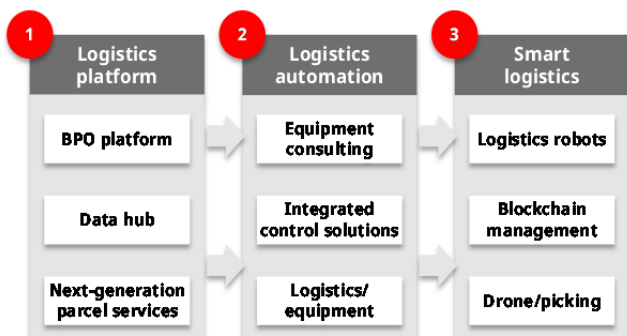 1
Logistics
platform
BPO platform
Data hub
Next-generation
parcel services
2
Logistics
automation
Equipment
consulting
Integrated
control solutions
Logistics/
equipment
3
Smart
logistics
Logistics robots
Blockchain
management
Drone/picking